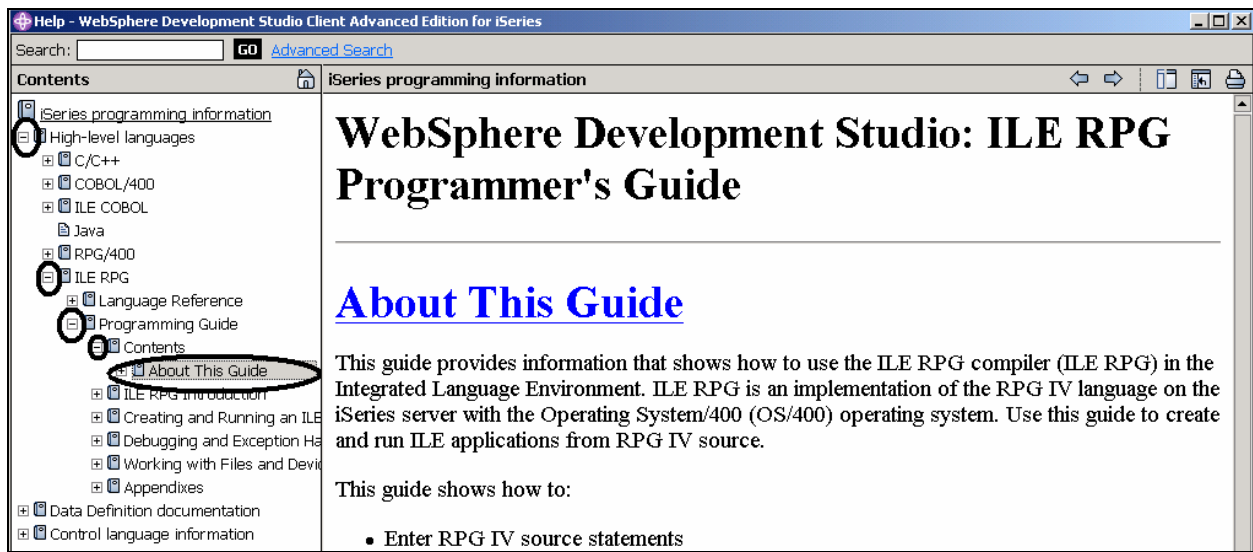 Help - WebSphere Development Studio Client Advanced Edition for iSeries
Search: GO Advanced Search
Contents
iSeries programming information
High-level languages
C/C++
COBOL/400
ILE COBOL
Java
RPG/400
ILE RPG
Language Reference
Programming Guide
Contents
About This Guide
ILE RPG Introduction
Creating and Running an ILE
Debugging and Exception Ha
Working with Files and Devi
Appendixes
Data Definition documentation
Control language information
iSeries programming information
WebSphere Development Studio: ILE RPG
Programmer's Guide
About This Guide
This guide provides information that shows how to use the ILE RPG compiler (ILE RPG) in the
Integrated Language Environment. ILE RPG is an implementation of the RPG IV language on the
iSeries server with the Operating System/400 (OS/400) operating system. Use this guide to create
and run ILE applications from RPG IV source.
This guide shows how to:
• Enter RPG IV source statements